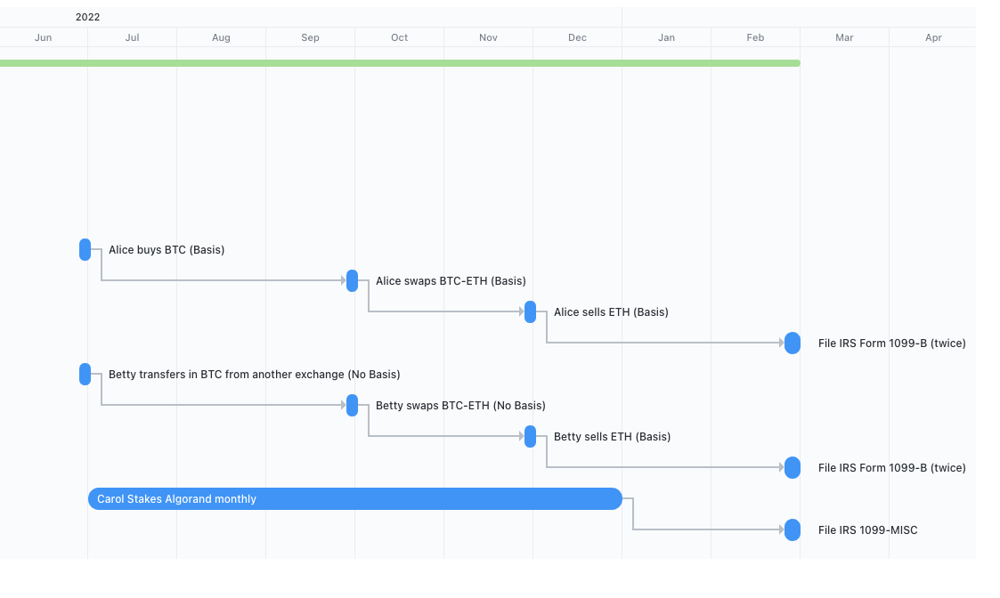 2022
Jun Jul Aug Sep Oct Nov Dec Jan Feb Mar Apr
Alice buys BTC (Basis)
Alice swaps BTC-ETH (Basis)
Alice sells ETH (Basis)
File IRS Form 1099-B (twice)
Betty transfers in BTC from another exchange (No Basis)
Betty swaps BTC-ETH (No Basis)
Betty sells ETH (Basis)
File IRS Form 1099-B (twice)
Carol Stakes Algorand monthly
File IRS 1099-MISC